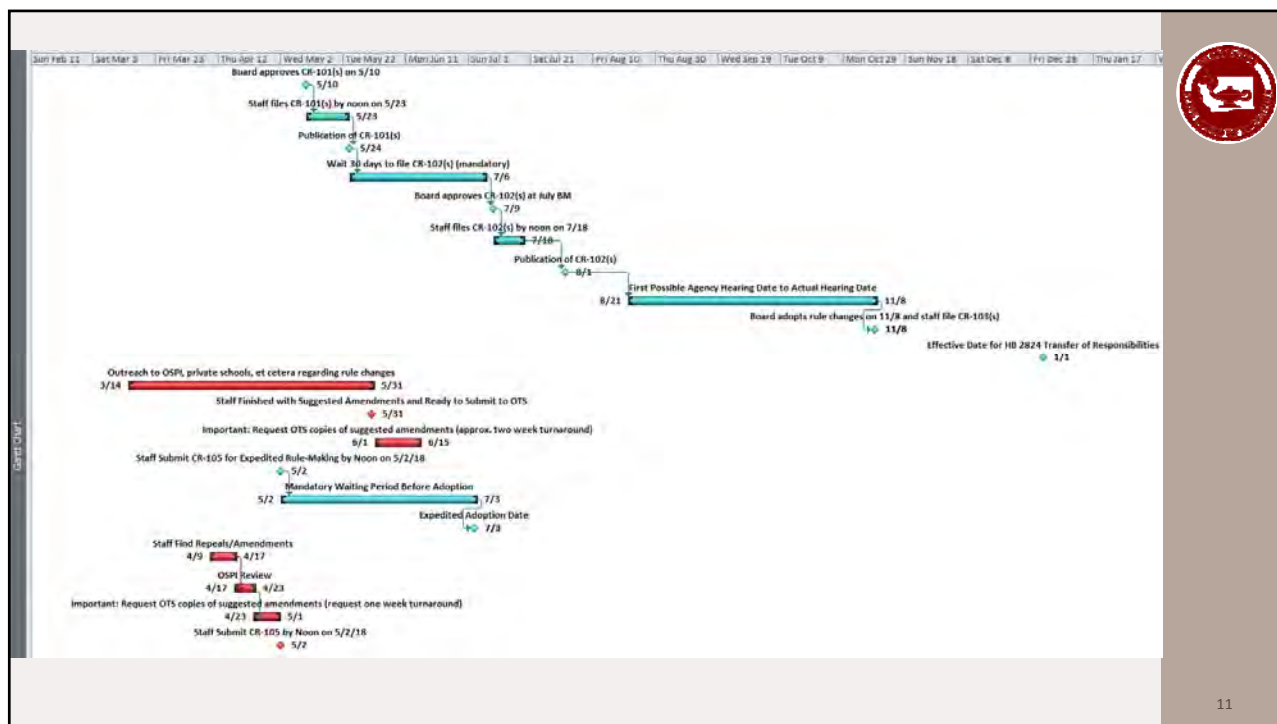 Sun Feb 11 Sat Mar 3 Fri Mar 23 Thu Apr 12 Wed May 2 Tue May 22 Mon Jun 11 Sun Jul 1 Sat Jul 21 Fri Aug 10 Thu Aug 30 Wed Sep 19 Tue Oct 9 Mon Oct 29 Sun Nov 18 Sat Dec 8 Fri Dec 28 Thu Jan 17
Board approves CR-101(s) on 5/10
5/10
Staff files CR-101(s) by noon on 5/23
5/23
Publication of CR-101(s)
5/24
Wait 30 days to file CR-102(s) (mandatory)
7/6
Board approves CR-102(s) at July BM
7/9
Staff files CR-102(s) by noon on 7/18
7/18
Publication of CR-102(s)
8/1
First Possible Agency Hearing Date to Actual Hearing Date
8/21 11/8
Board adopts rule changes on 11/8 and staff file CR-103(s)
11/8
Effective Date for HB 2824 Transfer of Responsibilities
1/1
Outreach to OSPI, private schools, et cetera regarding rule changes
3/14 5/31
Staff Finished with Suggested Amendments and Ready to Submit to OTS
5/31
Important: Request OTS copies of suggested amendments (approx. two week turnaround)
6/1 6/15
Staff Submit CR-105 for Expedited Rule-Making by Noon on 5/2/18
5/2
Mandatory Waiting Period Before Adoption
5/2 7/3
Expedited Adoption Date
7/3
Staff Find Repeals/Amendments
4/9 4/17
OSPI Review
4/17 4/23
Important: Request OTS copies of suggested amendments (request one week turnaround)
4/23 5/1
Staff Submit CR-105 by Noon on 5/2/18
5/2
Gantt Chart
11